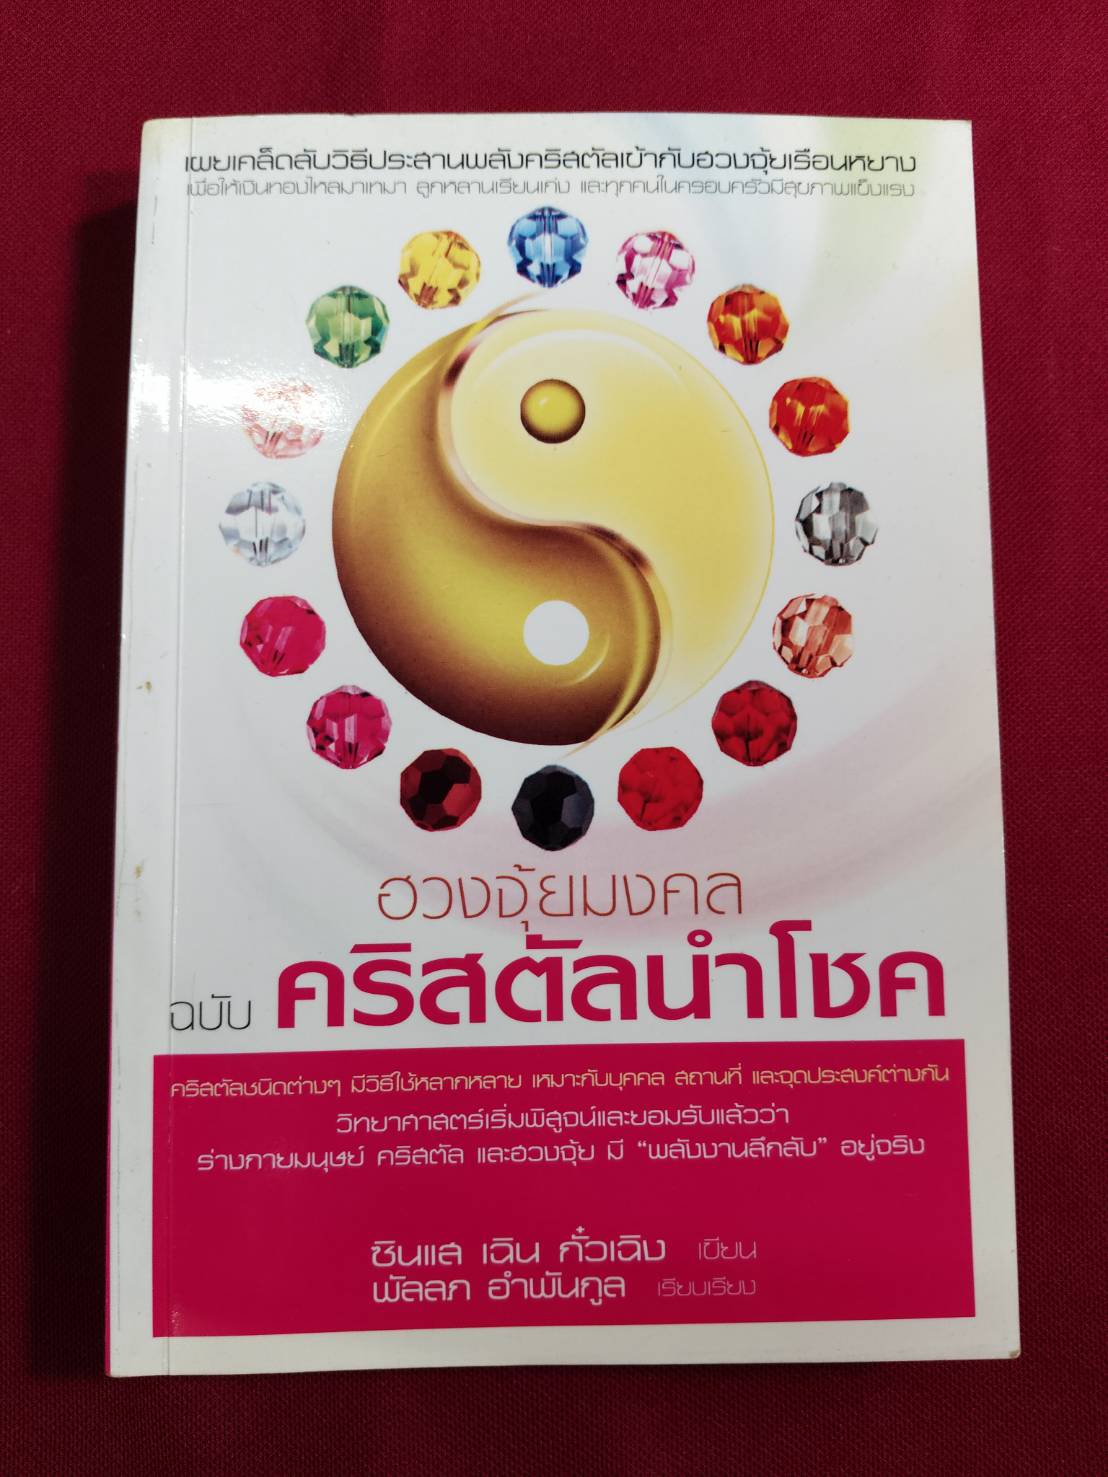 เผยเคล็ดลับวิธีประสานพลังคริสตัลเข้ากับฮวงจุ้ยเรือนหยาง
เพื่อให้เงินทองไหลมาเทมา ลูกหลานเรียนเก่ง และทุกคนในครอบครัวมีสุขภาพแข็งแรง
ฮวงจุ้ยมงคล
ฉบับ คริสตัลนำโชค
คริสตัลชนิดต่างๆ มีวิธีใช้หลากหลาย เหมาะกับบุคคล สถานที่ และจุดประสงค์ต่างกัน
วิทยาศาสตร์เริ่มพิสูจน์และยอมรับแล้วว่า
ร่างกายมนุษย์ คริสตัล และฮวงจุ้ย มี “พลังงานลึกลับ” อยู่จริง
ซินแส เฉิน กั๋วเฉิง เขียน
พัลลภ อำพันกูล เรียบเรียง